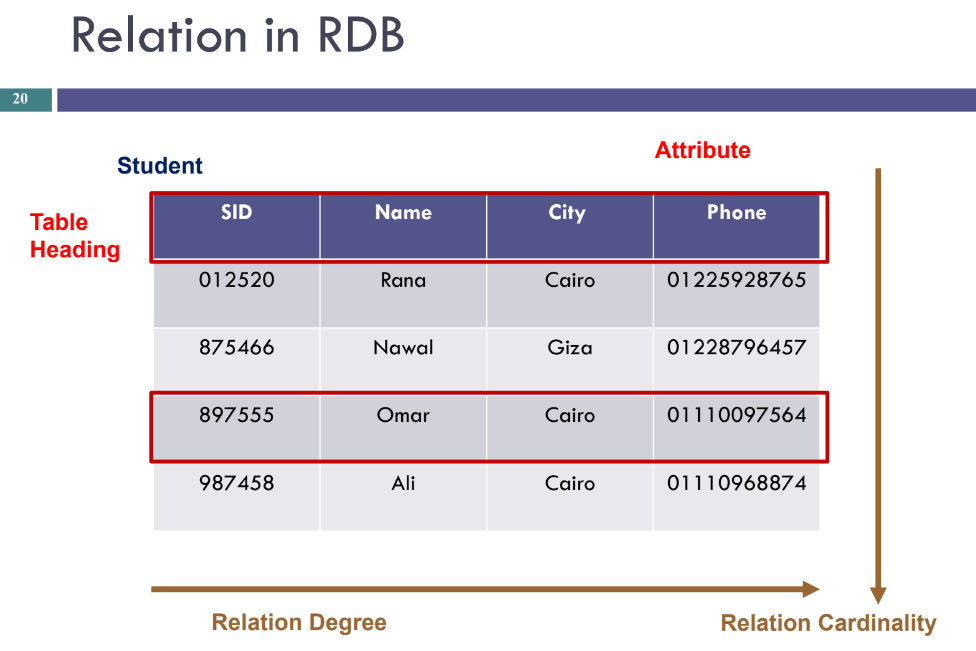 Relation in RDB
20
Attribute
Student
Table
Heading
SID Name City Phone
012520 Rana Cairo 01225928765
875466 Nawal Giza 01228796457
897555 Omar Cairo 01110097564
987458 Ali Cairo 01110968874
Relation Degree
Relation Cardinality